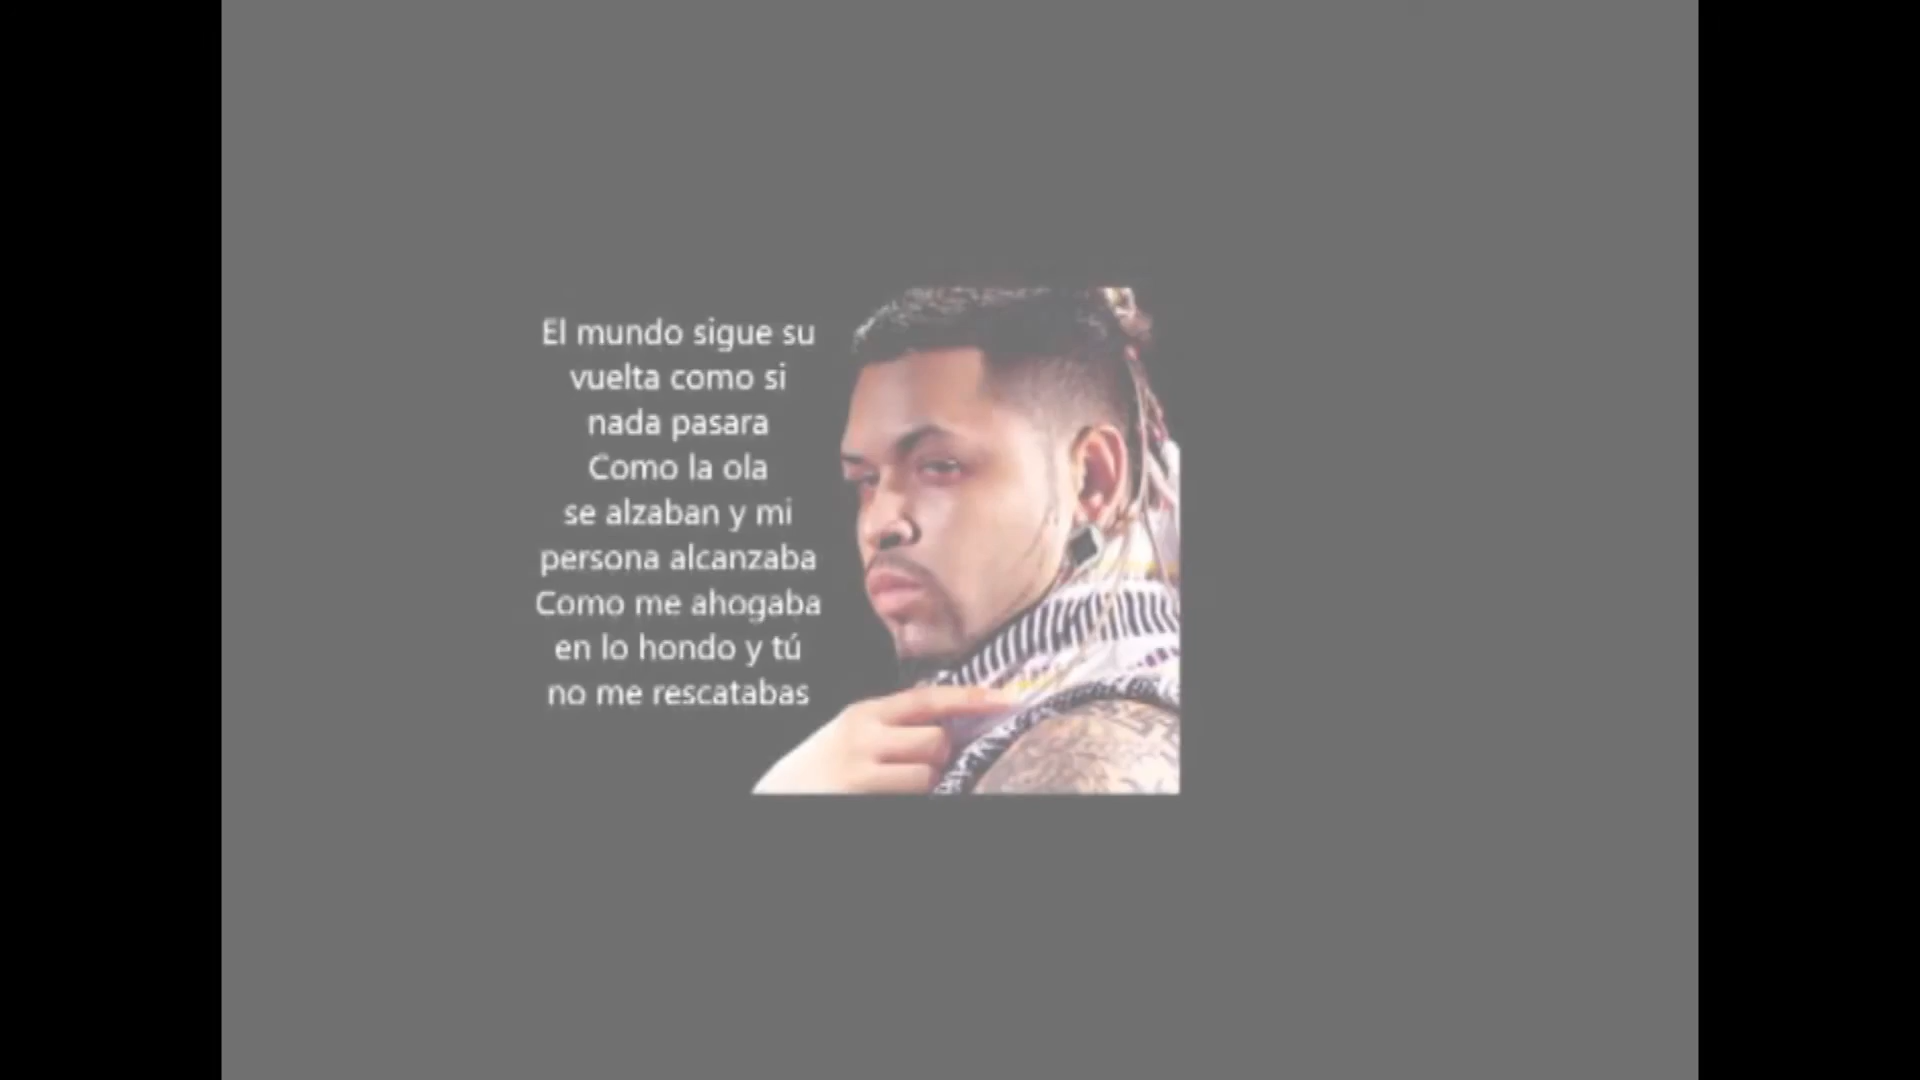 El mundo sigue su
vuelta como si
nada pasara
Como la ola
se alzaban y mi
persona alcanzaba
Como me ahogaba
en lo hondo y tú
no me rescatabas